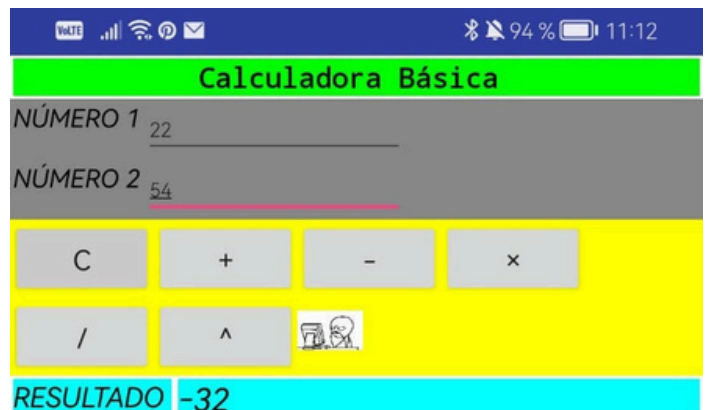 VoLTE 94 % 11:12
Calculadora Básica
NÚMERO 1 22
NÚMERO 2 54
C + - ×
/ ^
RESULTADO -32